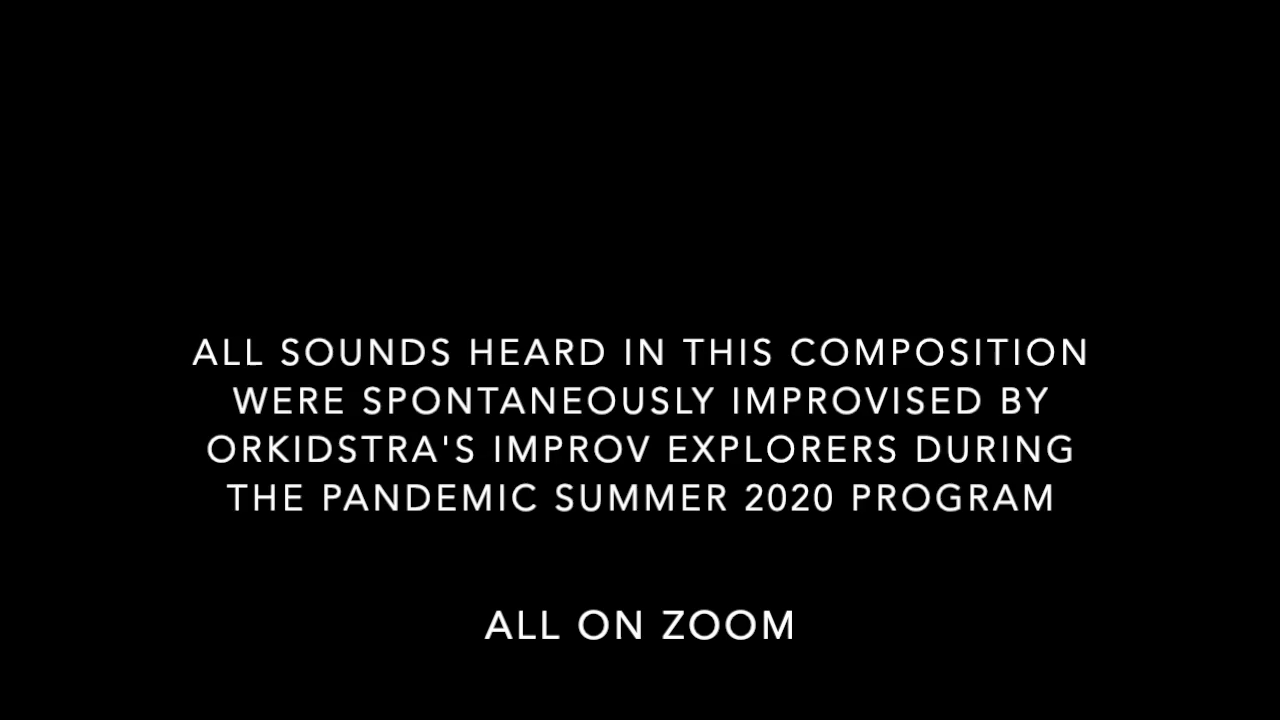 ALL SOUNDS HEARD IN THIS COMPOSITION
WERE SPONTANEOUSLY IMPROVISED BY
ORKIDSTRA'S IMPROV EXPLORERS DURING
THE PANDEMIC SUMMER 2020 PROGRAM
ALL ON ZOOM